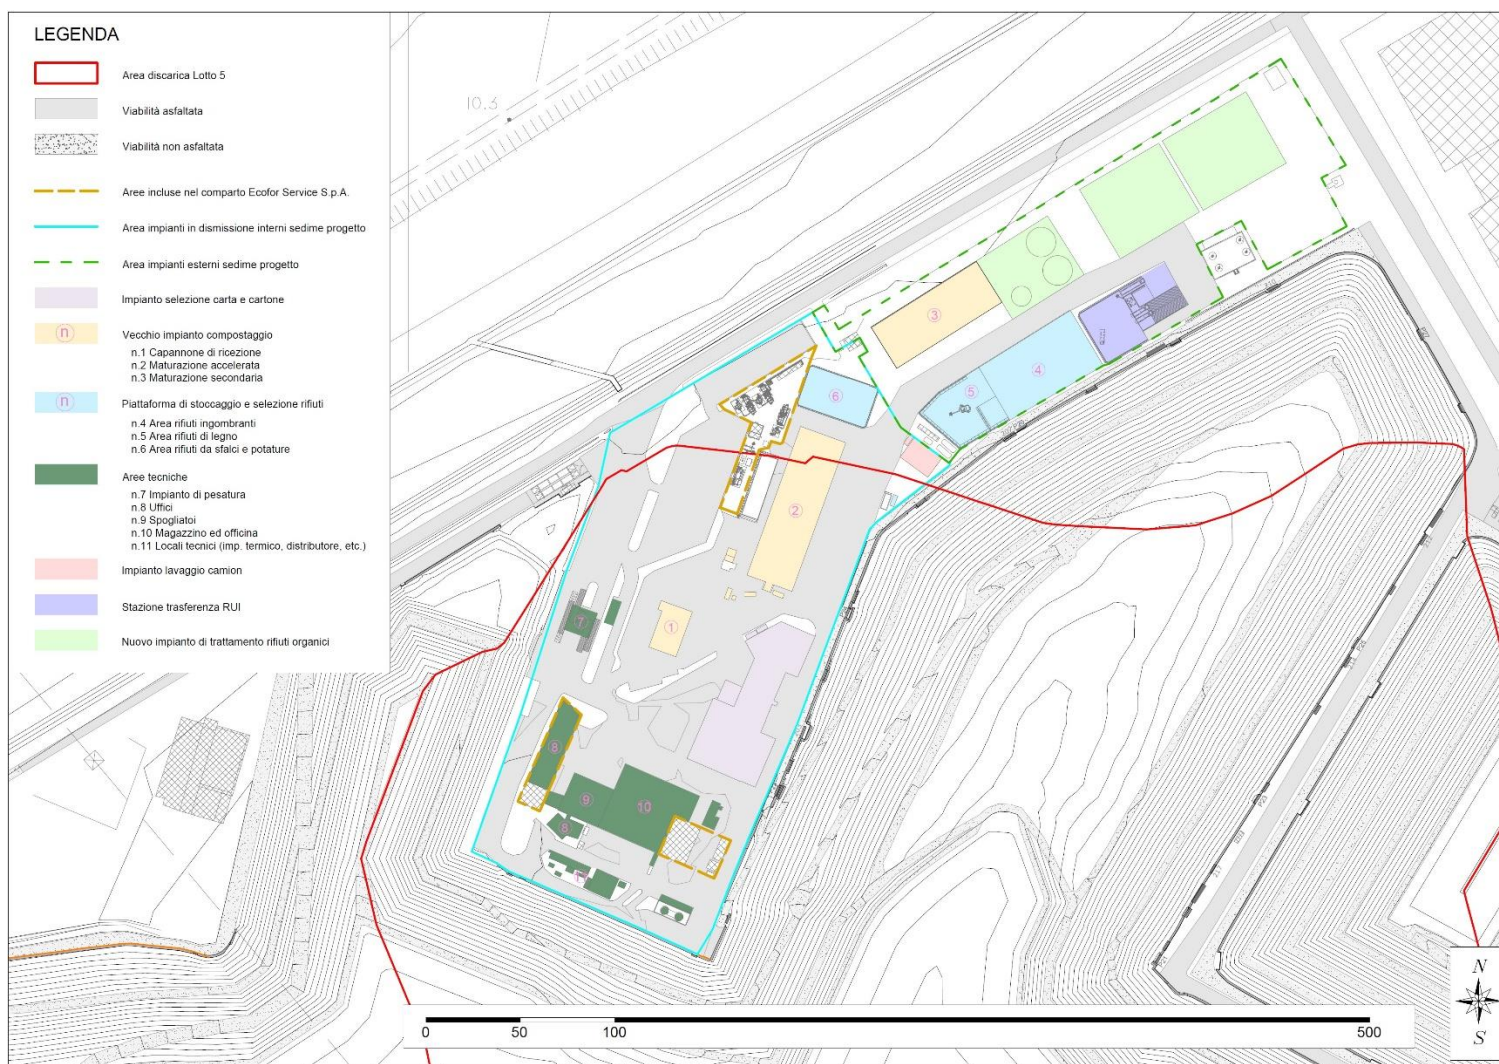 LEGENDA
Area discarica Lotto 5
Viabilità asfaltata
Viabilità non asfaltata
Aree incluse nel comparto Ecofor Service S.p.A.
Area impianti in dismissione interni sedime progetto
Area impianti esterni sedime progetto
Impianto selezione carta e cartone
n
Vecchio impianto compostaggio
n.1 Capannone di ricezione
n.2 Maturazione accelerata
n.3 Maturazione secondaria
n
Piattaforma di stoccaggio e selezione rifiuti
n.4 Area rifiuti ingombranti
n.5 Area rifiuti di legno
n.6 Area rifiuti da sfalci e potature
Aree tecniche
n.7 Impianto di pesatura
n.8 Uffici
n.9 Spogliatoi
n.10 Magazzino ed officina
n.11 Locali tecnici (imp. termico, distributore, etc.)
Impianto lavaggio camion
Stazione trasferenza RUI
Nuovo impianto di trattamento rifiuti organici
10.3
3
4
5
6
2
1
7
8
9
10
8
N
S
0
50
100
500